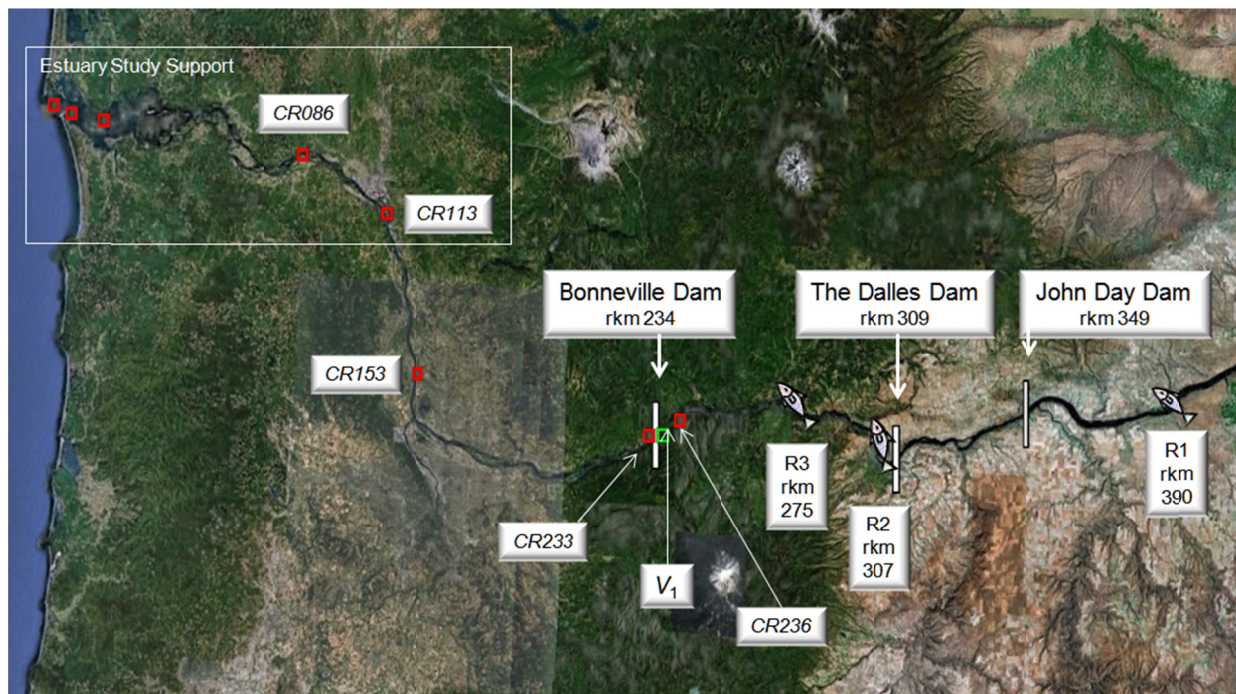 Estuary Study Support
CR086
CR113
Bonneville Dam
rkm 234
The Dalles Dam
rkm 309
John Day Dam
rkm 349
CR153
R3
rkm
275
R2
rkm
307
R1
rkm
390
CR233
V₁
CR236